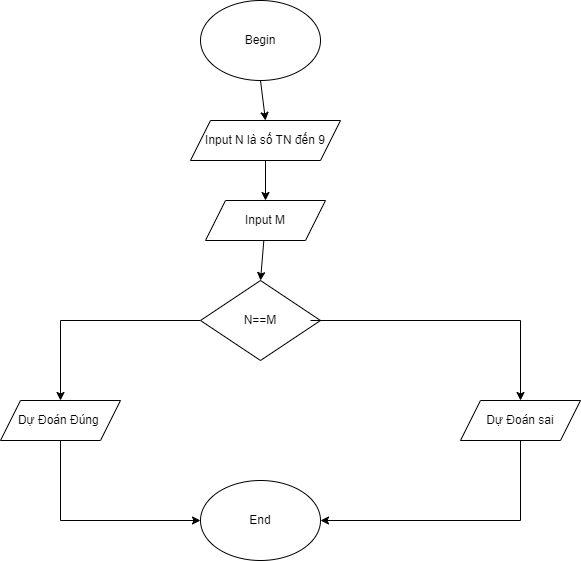 Begin
Input N là số TN đến 9
Input M
N==M
Dự Đoán Đúng
Dự Đoán sai
End